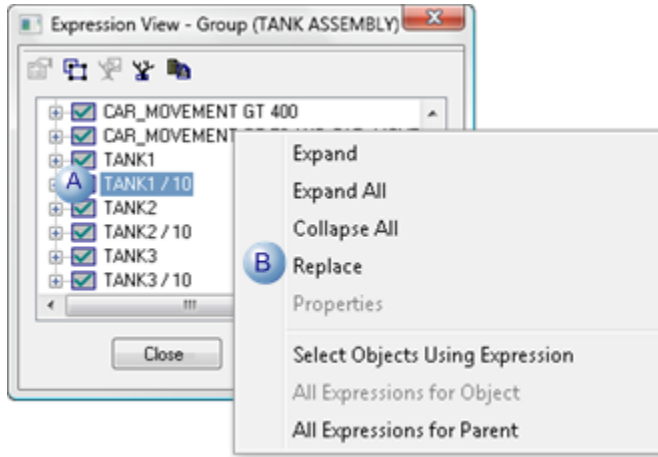 Expression View - Group (TANK ASSEMBLY)
CAR_MOVEMENT GT 400
TANK1
A
TANK1 / 10
TANK2
TANK2 / 10
TANK3
TANK3 / 10
Close
Expand
Expand All
Collapse All
B
Replace
Properties
Select Objects Using Expression
All Expressions for Object
All Expressions for Parent